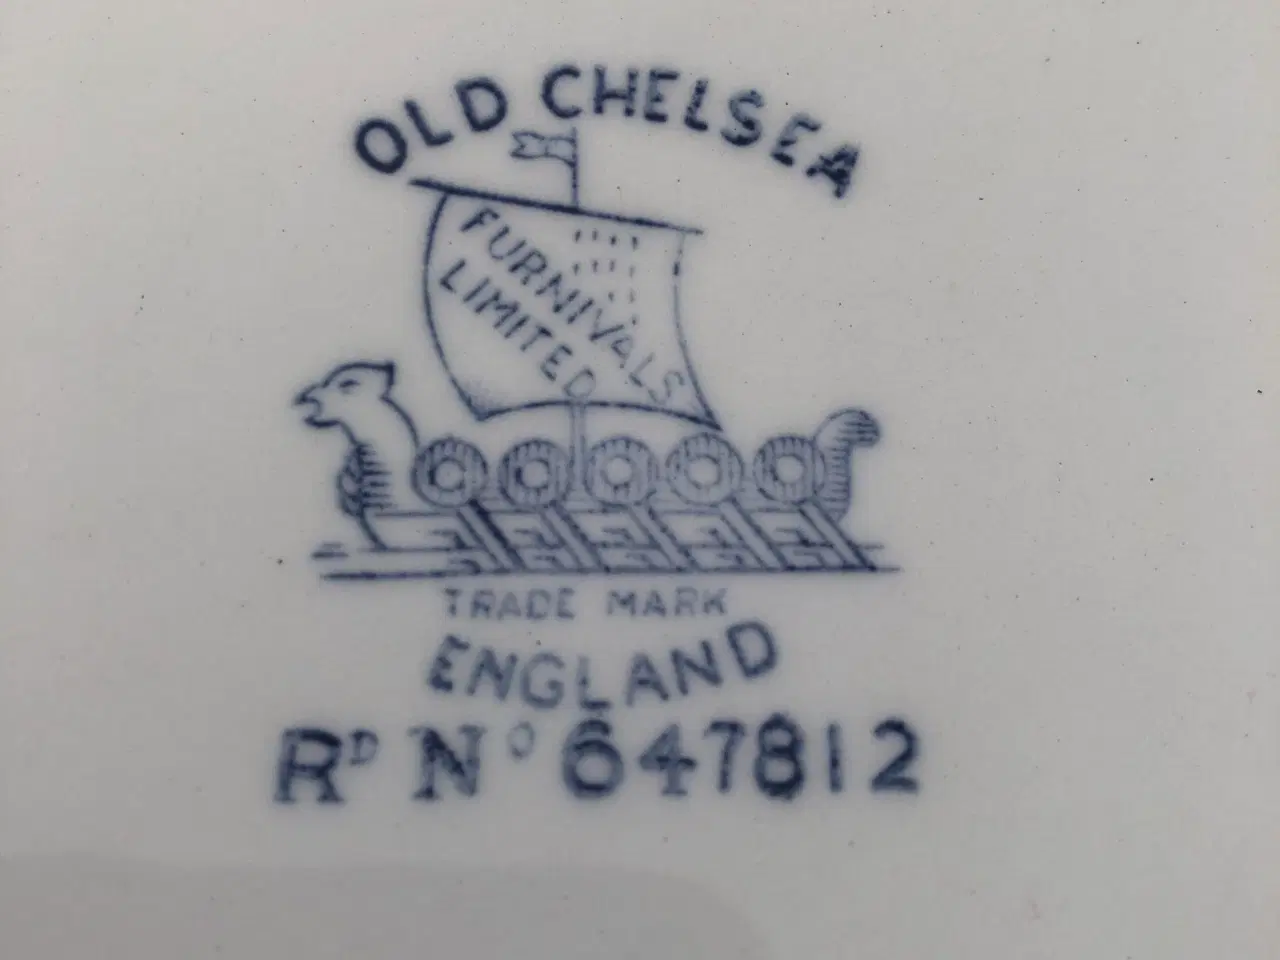 OLD CHELSEA
FURNIVALS
LIMITED
TRADE MARK
ENGLAND
RD No 647812